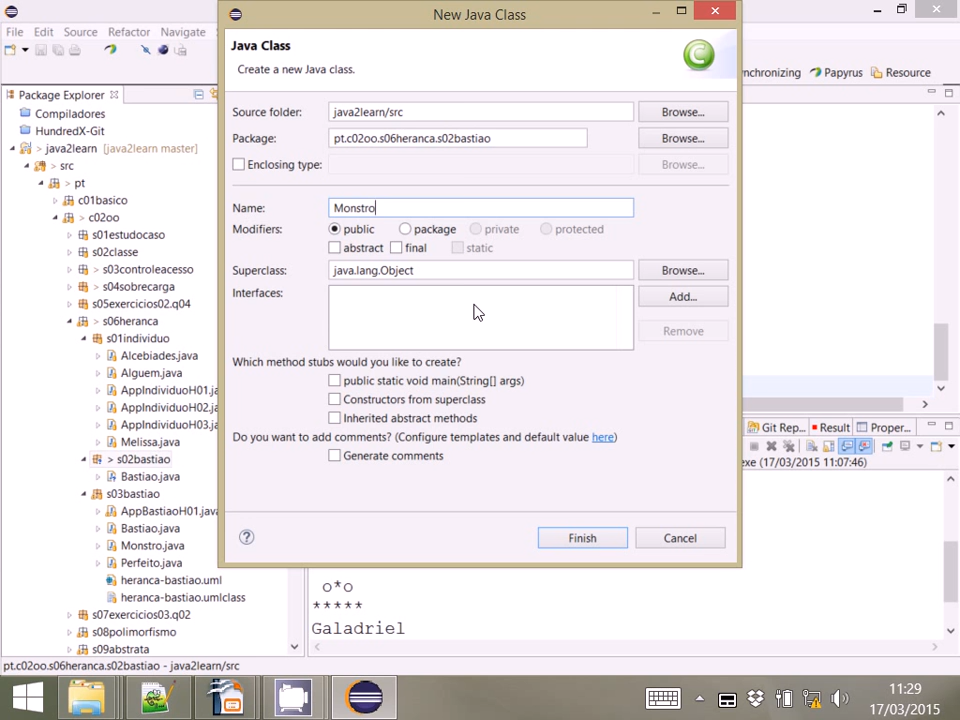 New Java Class
File Edit Source Refactor Navigate
Java Class
Create a new Java class.
Source folder: java2learn/src Browse...
Package: pt.c02oo.s06heranca.s02bastiao Browse...
Enclosing type: Browse...
Name: Monstro
Modifiers: public package private protected
abstract final static
Superclass: java.lang.Object Browse...
Interfaces: Add...
Remove
Which method stubs would you like to create?
public static void main(String[] args)
Constructors from superclass
Inherited abstract methods
Do you want to add comments? (Configure templates and default value here)
Generate comments
? Finish Cancel
Package Explorer
Compiladores
HundredX-Git
> java2learn [java2learn master]
> src
> pt
c01basico
> c02oo
s01estudocaso
s02classe
> s03controleacesso
> s04sobrecarga
s05exercicios02.q04
> s06heranca
s01individuo
Alcebiades.java
Alguem.java
AppIndividuoH01.ja
AppIndividuoH02.ja
AppIndividuoH03.ja
Melissa.java
> s02bastiao
Bastiao.java
s03bastiao
AppBastiaoH01.java
Bastiao.java
Monstro.java
Perfeito.java
heranca-bastiao.uml
heranca-bastiao.umlclass
s07exercicios03.q02
s08polimorfismo
s09abstrata
nchronizing Papyrus Resource
Git Rep... Result Proper...
exe (17/03/2015 11:07:46)
o*o
*****
Galadriel
pt.c02oo.s06heranca.s02bastiao - java2learn/src
11:29
17/03/2015